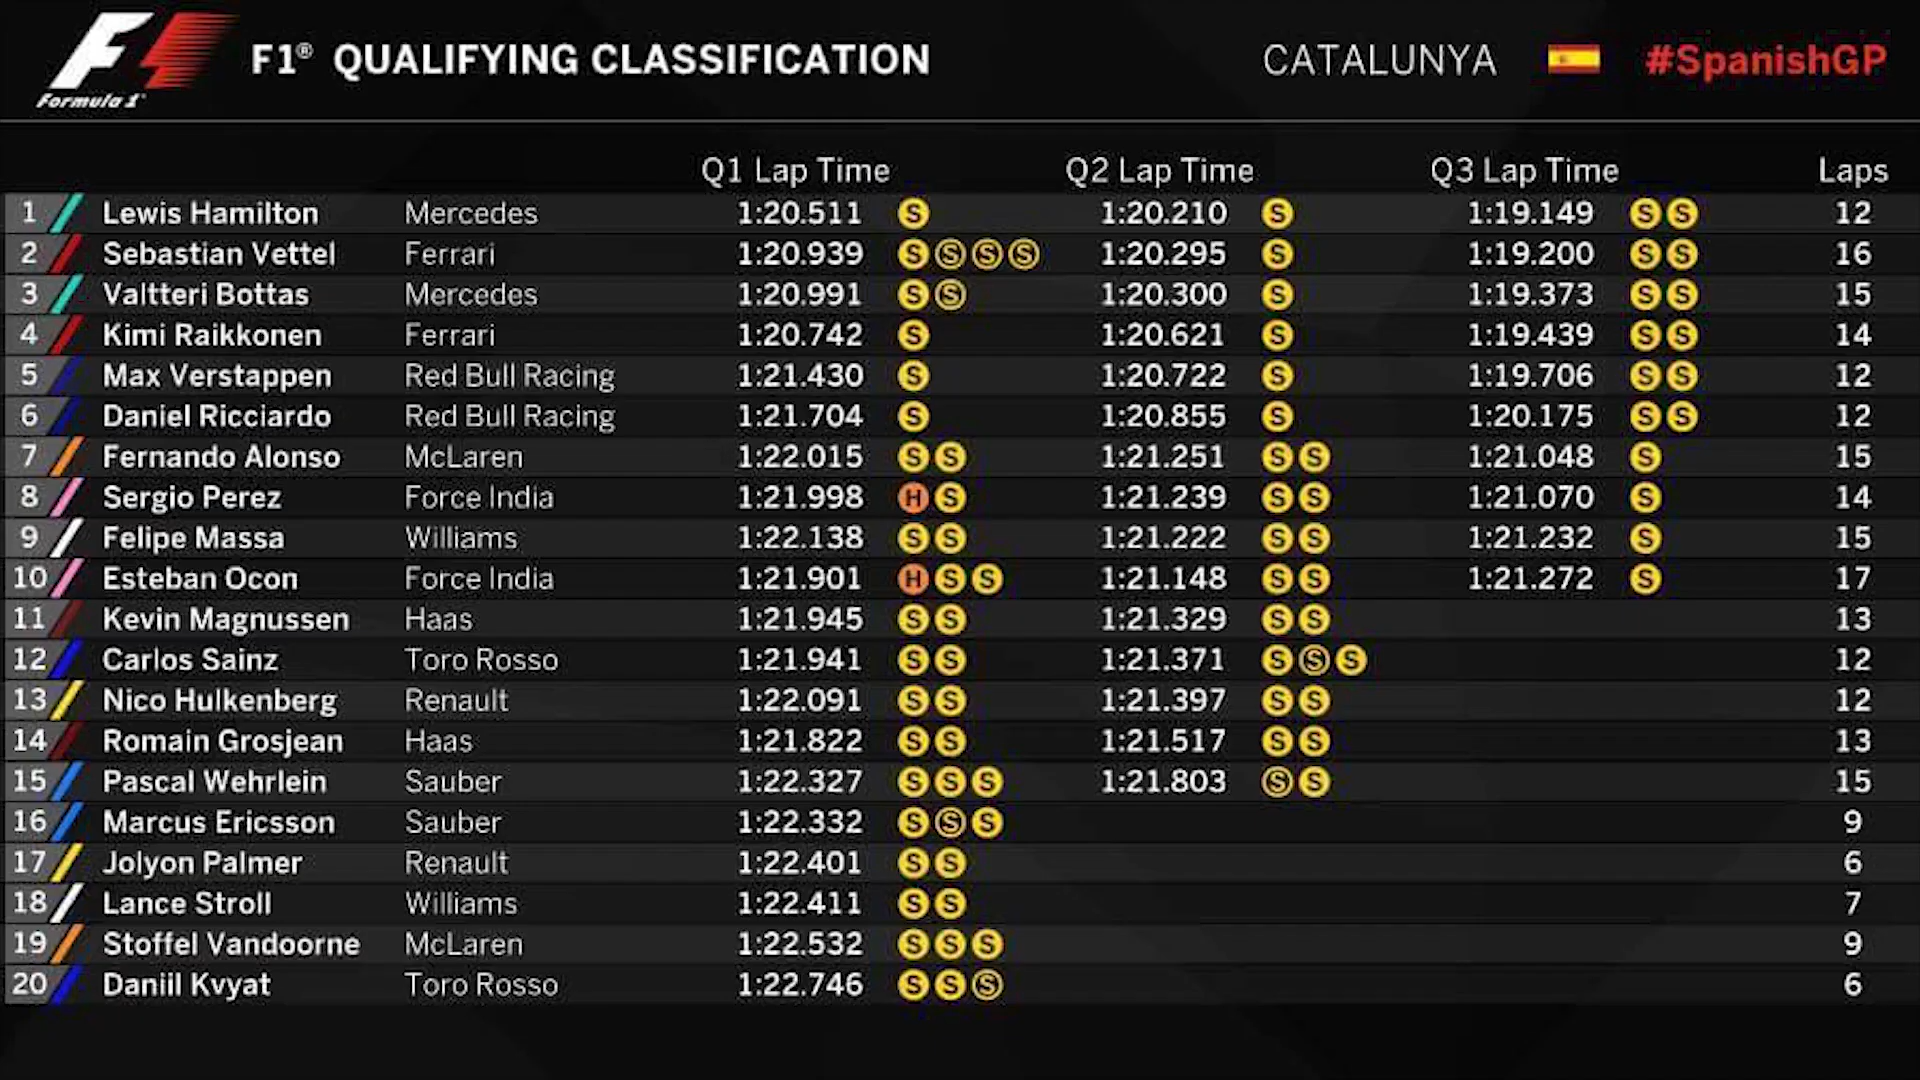 F1
Formula 1®
F1® QUALIFYING CLASSIFICATION CATALUNYA #SpanishGP
Q1 Lap Time Q2 Lap Time Q3 Lap Time Laps
1 Lewis Hamilton Mercedes 1:20.511 S 1:20.210 S 1:19.149 S S 12
2 Sebastian Vettel Ferrari 1:20.939 S S S S 1:20.295 S 1:19.200 S S 16
3 Valtteri Bottas Mercedes 1:20.991 S S 1:20.300 S 1:19.373 S S 15
4 Kimi Raikkonen Ferrari 1:20.742 S 1:20.621 S 1:19.439 S S 14
5 Max Verstappen Red Bull Racing 1:21.430 S 1:20.722 S 1:19.706 S S 12
6 Daniel Ricciardo Red Bull Racing 1:21.704 S 1:20.855 S 1:20.175 S S 12
7 Fernando Alonso McLaren 1:22.015 S S 1:21.251 S S 1:21.048 S 15
8 Sergio Perez Force India 1:21.998 H S 1:21.239 S S 1:21.070 S 14
9 Felipe Massa Williams 1:22.138 S S 1:21.222 S S 1:21.232 S 15
10 Esteban Ocon Force India 1:21.901 H S S 1:21.148 S S 1:21.272 S 17
11 Kevin Magnussen Haas 1:21.945 S S 1:21.329 S S 13
12 Carlos Sainz Toro Rosso 1:21.941 S S 1:21.371 S S S 12
13 Nico Hulkenberg Renault 1:22.091 S S 1:21.397 S S 12
14 Romain Grosjean Haas 1:21.822 S S 1:21.517 S S 13
15 Pascal Wehrlein Sauber 1:22.327 S S S 1:21.803 S S 15
16 Marcus Ericsson Sauber 1:22.332 S S S 9
17 Jolyon Palmer Renault 1:22.401 S S 6
18 Lance Stroll Williams 1:22.411 S S 7
19 Stoffel Vandoorne McLaren 1:22.532 S S S 9
20 Daniil Kvyat Toro Rosso 1:22.746 S S S 6